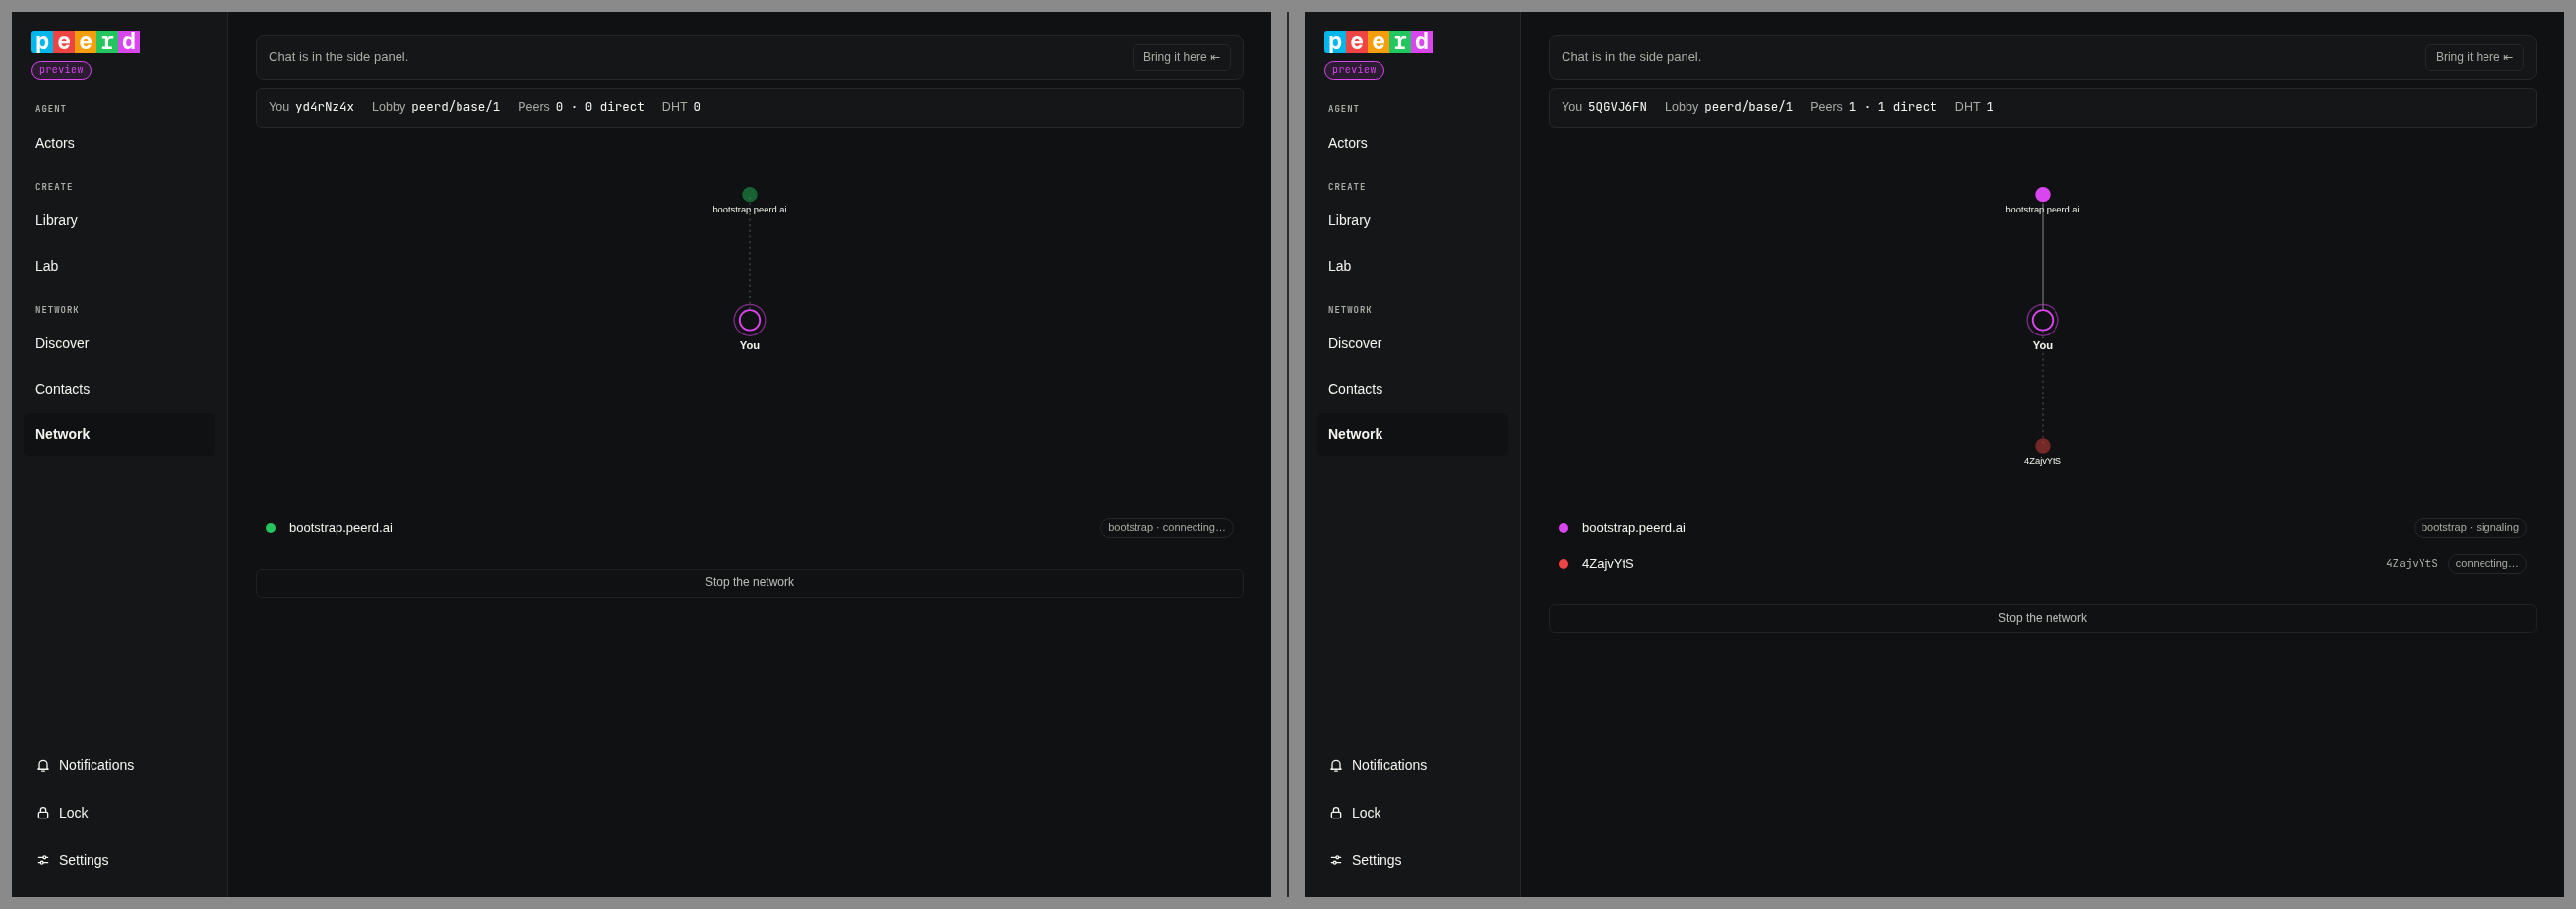 peerd
preview
AGENT
Actors
CREATE
Library
Lab
NETWORK
Discover
Contacts
Network
Notifications
Lock
Settings
Chat is in the side panel.
Bring it here ⇤
You yd4rNz4x Lobby peerd/base/1 Peers 0 · 0 direct DHT 0
bootstrap.peerd.ai
You
bootstrap.peerd.ai
bootstrap · connecting…
Stop the network
peerd
preview
AGENT
Actors
CREATE
Library
Lab
NETWORK
Discover
Contacts
Network
Notifications
Lock
Settings
Chat is in the side panel.
Bring it here ⇤
You 5QGVJ6FN Lobby peerd/base/1 Peers 1 · 1 direct DHT 1
bootstrap.peerd.ai
You
4ZajvYtS
bootstrap.peerd.ai
bootstrap · signaling
4ZajvYtS
4ZajvYtS connecting…
Stop the network